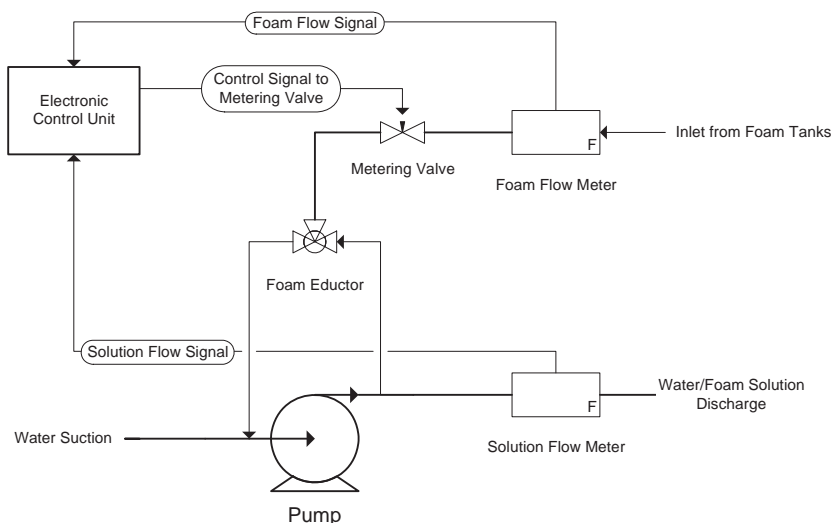 Foam Flow Signal
Electronic
Control Unit
Control Signal to
Metering Valve
F
Inlet from Foam Tanks
Metering Valve
Foam Flow Meter
Foam Eductor
Solution Flow Signal
F
Water/Foam Solution
Discharge
Water Suction
Solution Flow Meter
Pump